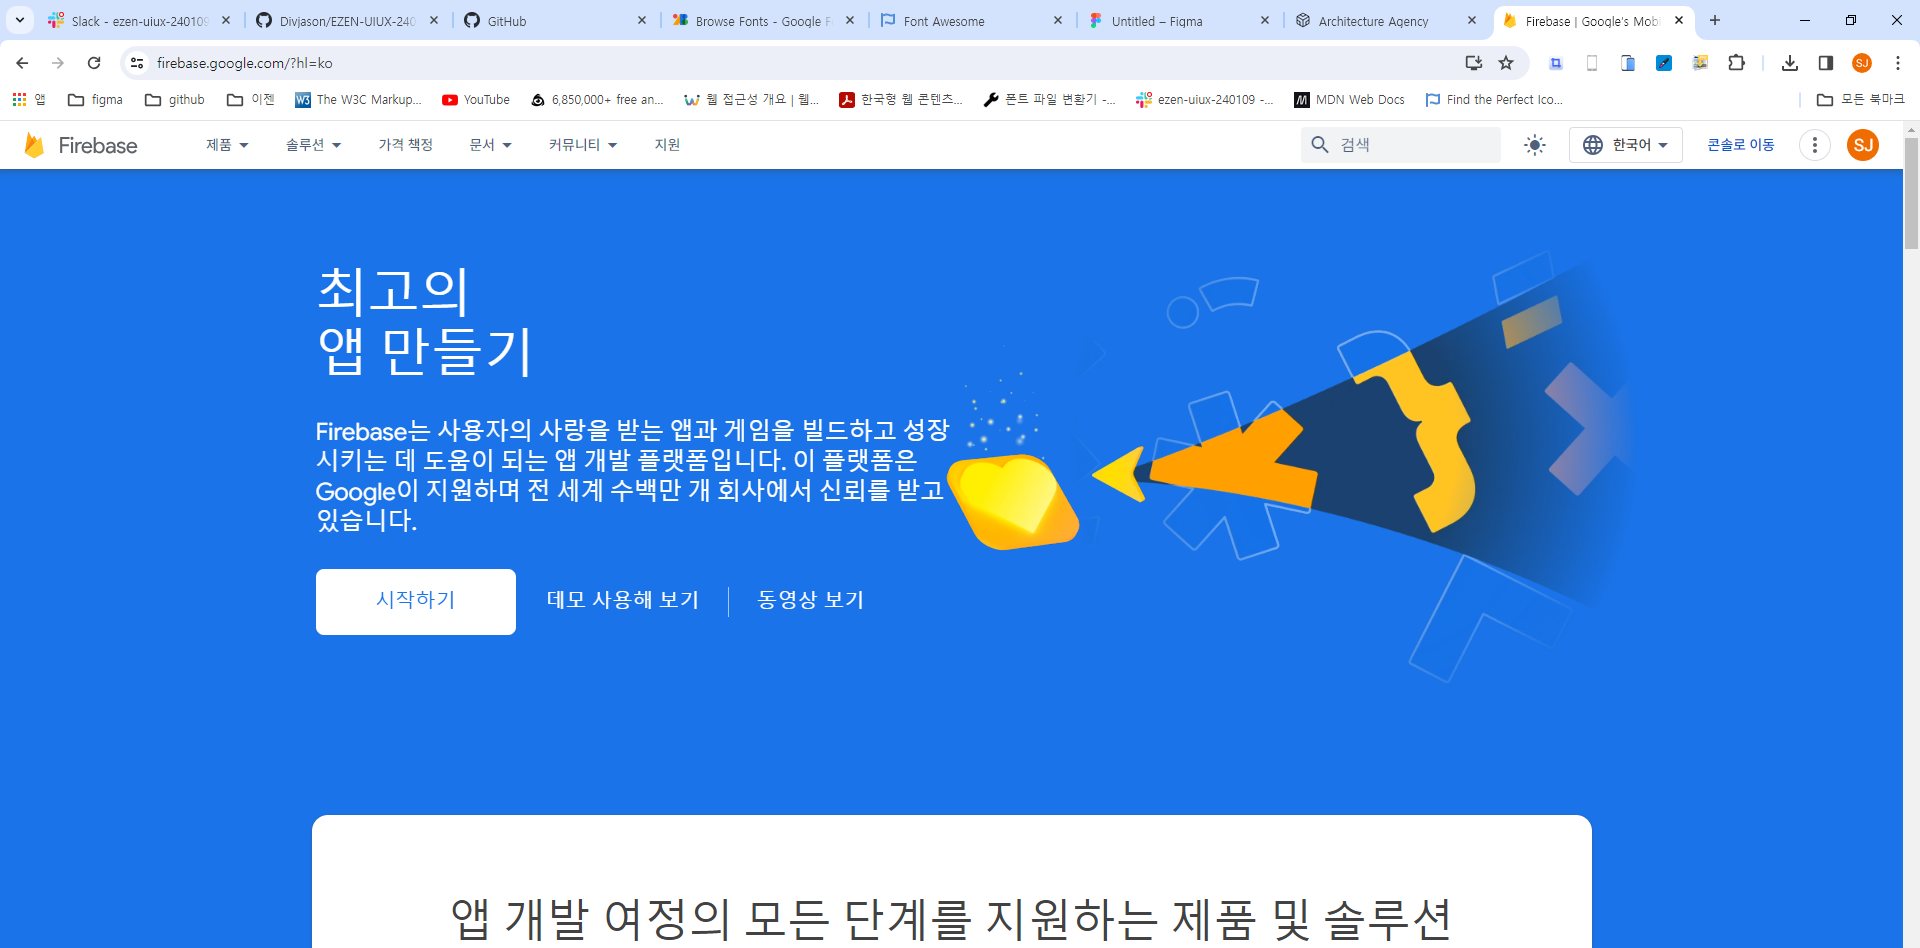 Slack - ezen-uiux-240109
Divjason/EZEN-UIUX-240
GitHub
Browse Fonts - Google F
Font Awesome
Untitled – Figma
Architecture Agency
Firebase | Google's Mobi
firebase.google.com/?hl=ko
SJ
앱
figma
github
이젠
The W3C Markup...
YouTube
6,850,000+ free an...
웹 접근성 개요 | 웹...
한국형 웹 콘텐츠...
폰트 파일 변환기 -...
ezen-uiux-240109 -...
MDN Web Docs
Find the Perfect Ico...
모든 북마크
Firebase
제품
솔루션
가격 책정
문서
커뮤니티
지원
검색
한국어
콘솔로 이동
SJ
최고의
앱 만들기
Firebase는 사용자의 사랑을 받는 앱과 게임을 빌드하고 성장
시키는 데 도움이 되는 앱 개발 플랫폼입니다. 이 플랫폼은
Google이 지원하며 전 세계 수백만 개 회사에서 신뢰를 받고
있습니다.
시작하기
데모 사용해 보기
동영상 보기
앱 개발 여정의 모든 단계를 지원하는 제품 및 솔루션